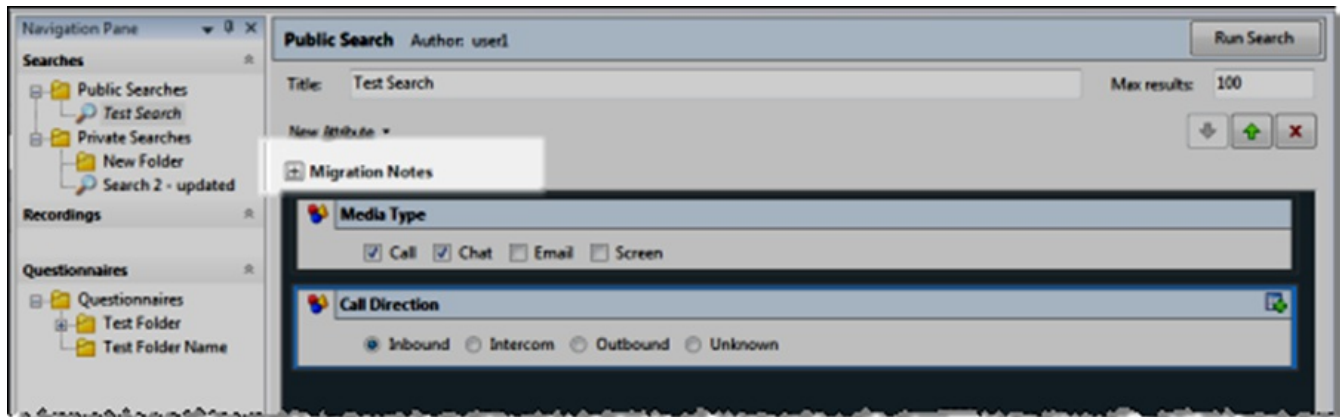 Navigation Pane
Searches
Public Searches
Test Search
Private Searches
New Folder
Search 2 - updated
Recordings
Questionnaires
Questionnaires
Test Folder
Test Folder Name
Public Search Author: user1
Run Search
Title: Test Search
Max results: 100
New Attribute
Migration Notes
Media Type
Call Chat Email Screen
Call Direction
Inbound Intercom Outbound Unknown